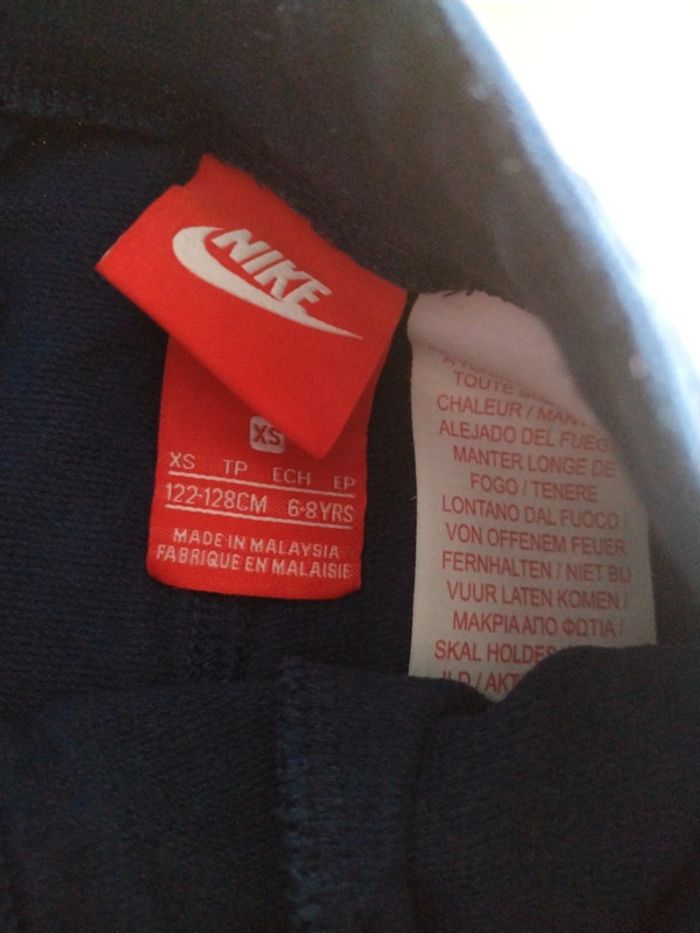 NIKE
XS
XS TP ECH EP
122-128CM 6-8YRS
MADE IN MALAYSIA
FABRIQUE EN MALAISIE
TOUTE
CHALEUR /
ALEJADO DEL
MANTER LONGE DE
FOGO / TENERE
LONTANO DAL FUOCO /
VON OFFENEM FEUER
FERNHALTEN / NIET BIJ
VUUR LATEN KOMEN /
ΜΑΚΡΙΑ ΑΠΟ ΦΩΤΙΑ /
SKAL HOLDES